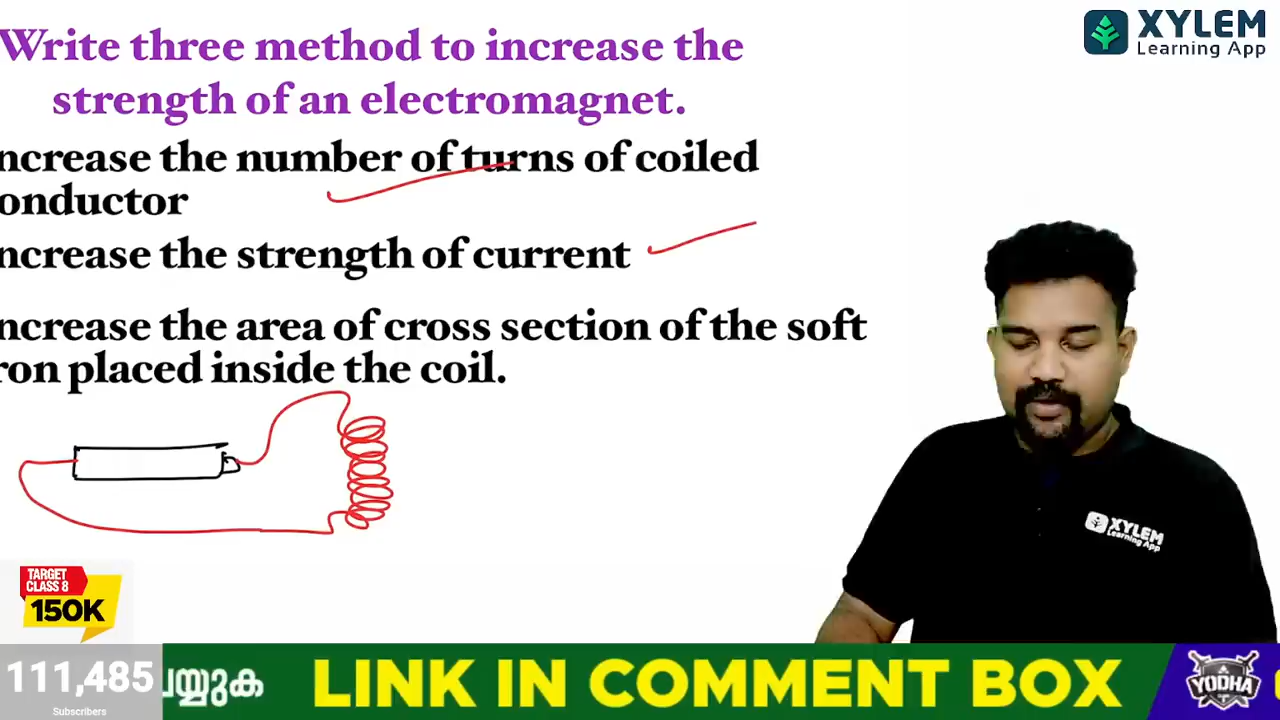 Write three method to increase the
strength of an electromagnet.
ncrease the number of turns of coiled
onductor
ncrease the strength of current
ncrease the area of cross section of the soft
ron placed inside the coil.
XYLEM
Learning App
XYLEM
Learning App
TARGET
CLASS 8
150K
111,485
Subscribers
പയ്യുക
LINK IN COMMENT BOX
YODHA